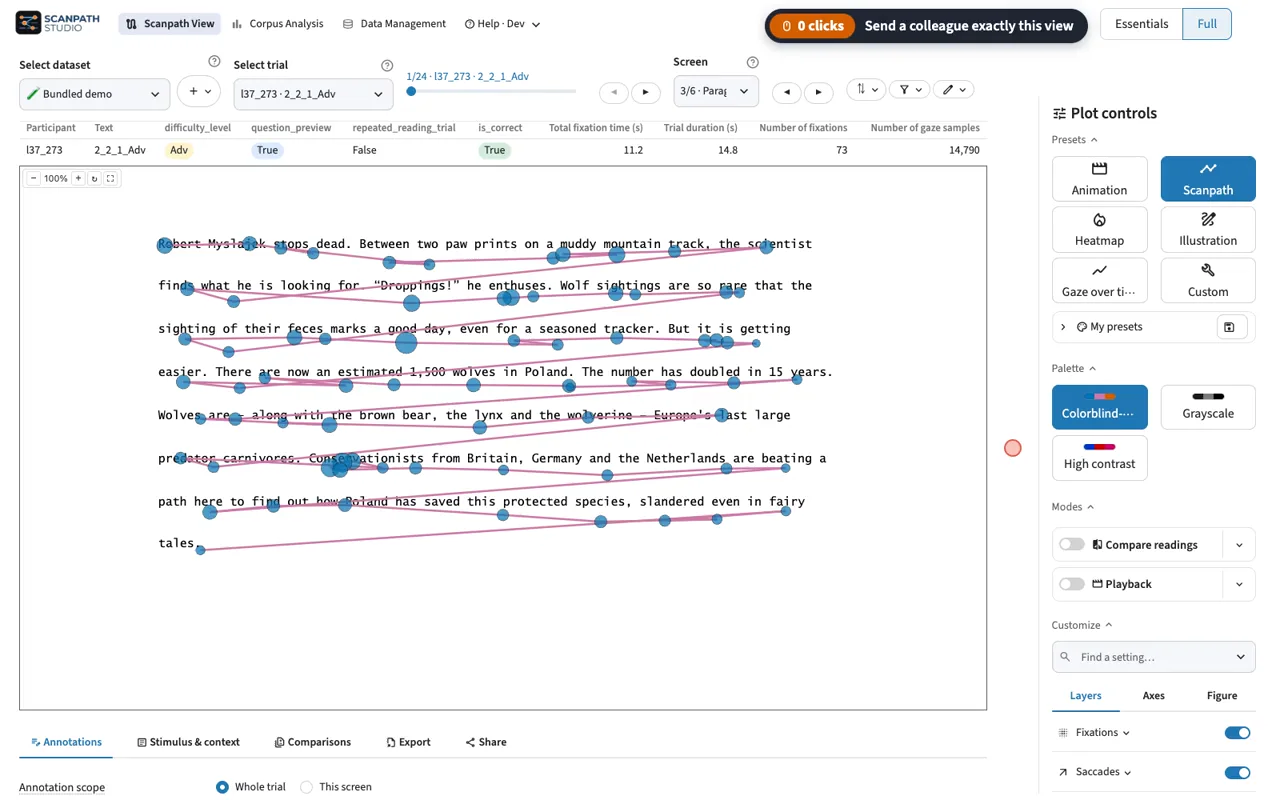 SCANPATH STUDIO
Scanpath View
Corpus Analysis
Data Management
Help · Dev
0 clicks
Send a colleague exactly this view
Essentials
Full
Select dataset
Bundled demo
+
Select trial
l37_273 · 2_2_1_Adv
1/24 · l37_273 · 2_2_1_Adv
Screen
3/6 · Parag
Participant Text difficulty_level question_preview repeated_reading_trial is_correct Total fixation time (s) Trial duration (s) Number of fixations Number of gaze samples
l37_273 2_2_1_Adv Adv True False True 11.2 14.8 73 14,790
− 100% +
Robert Myslajek stops dead. Between two paw prints on a muddy mountain track, the scientist
finds what he is looking for. "Droppings!" he enthuses. Wolf sightings are so rare that the
sighting of their feces marks a good day, even for a seasoned tracker. But it is getting
easier. There are now an estimated 1,500 wolves in Poland. The number has doubled in 15 years.
Wolves are – along with the brown bear, the lynx and the wolverine – Europe's last large
predator carnivores. Conservationists from Britain, Germany and the Netherlands are beating a
path here to find out how Poland has saved this protected species, slandered even in fairy
tales.
Annotations
Stimulus & context
Comparisons
Export
Share
Annotation scope
Whole trial
This screen
Plot controls
Presets
Animation
Scanpath
Heatmap
Illustration
Gaze over ti···
Custom
My presets
Palette
Colorblind-···
Grayscale
High contrast
Modes
Compare readings
Playback
Customize
Find a setting...
Layers
Axes
Figure
Fixations
Saccades